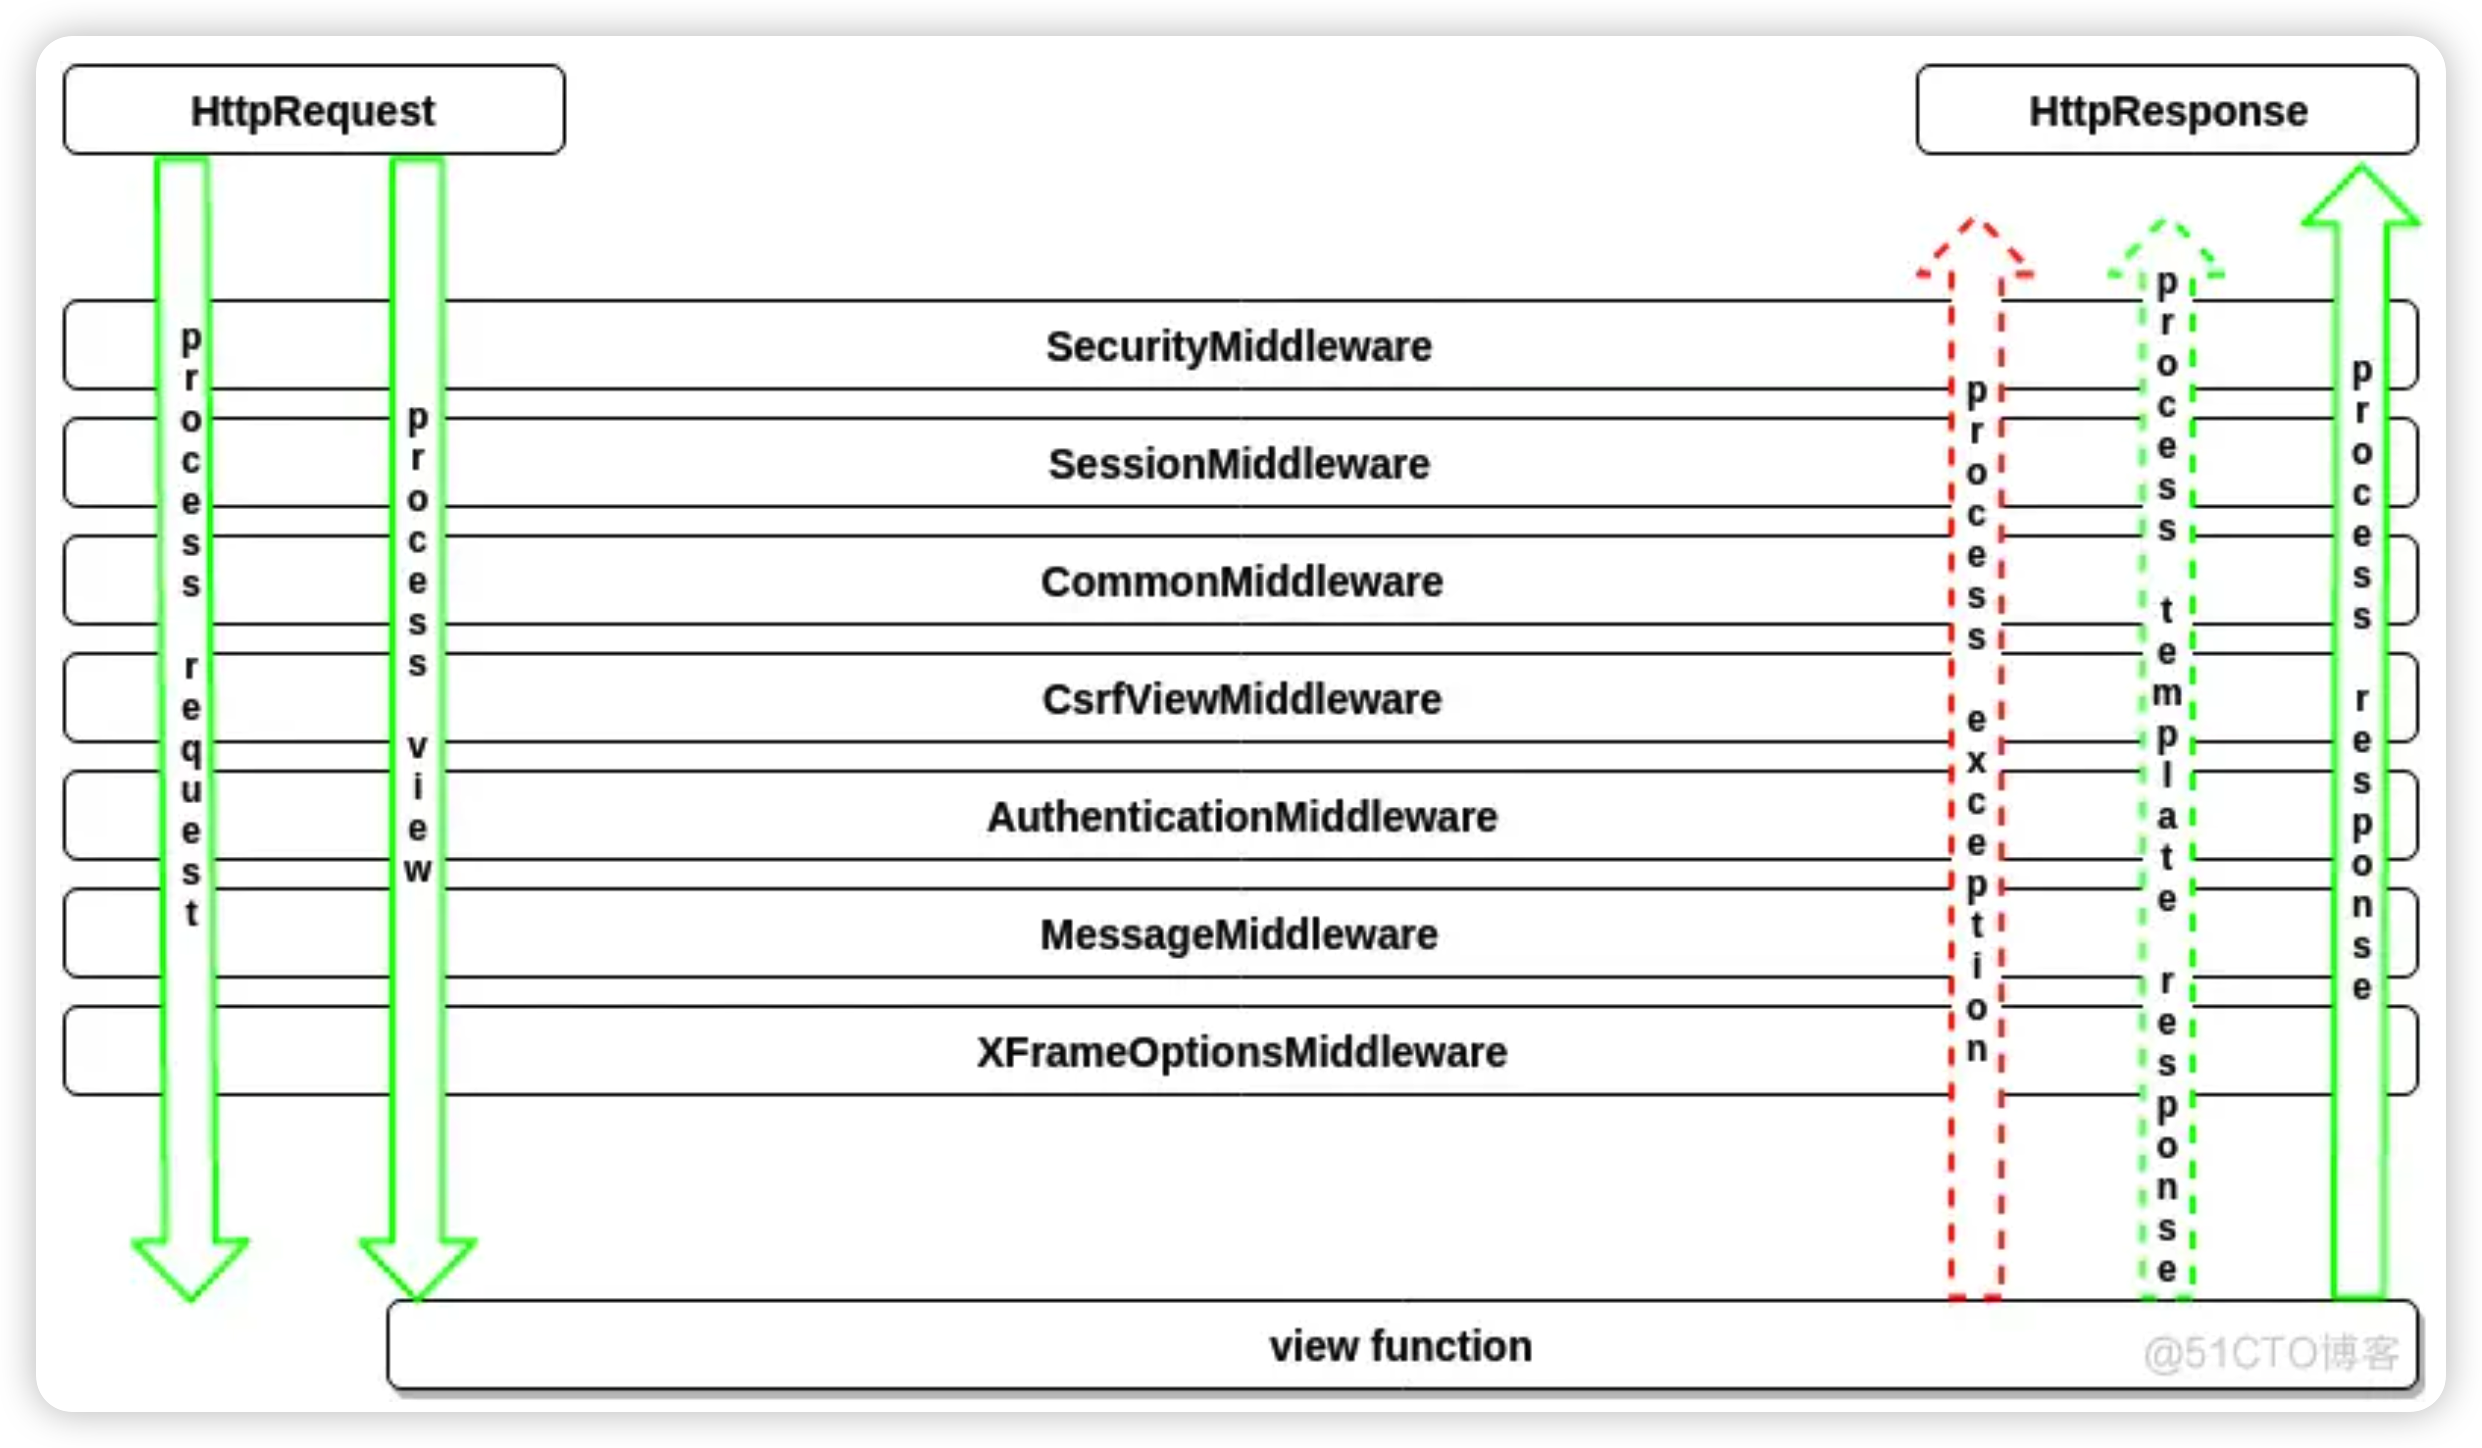 HttpRequest
HttpResponse
process request
process view
SecurityMiddleware
SessionMiddleware
CommonMiddleware
CsrfViewMiddleware
AuthenticationMiddleware
MessageMiddleware
XFrameOptionsMiddleware
process exception
process template response
process response
view function
@51CTO博客